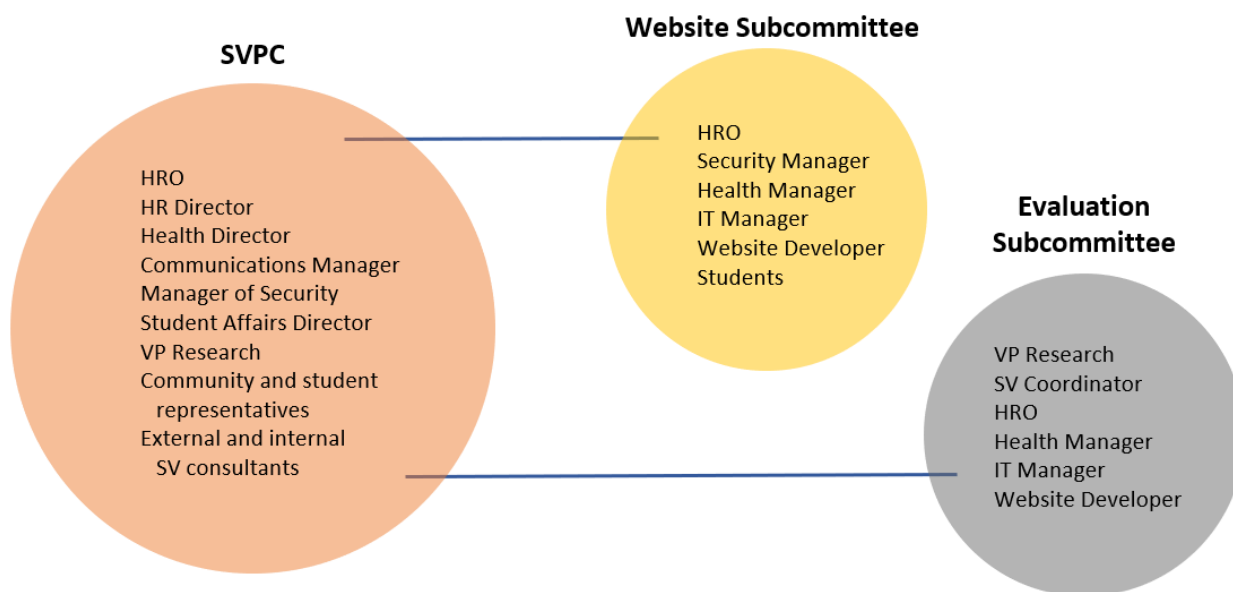 SVPC
HRO
HR Director
Health Director
Communications Manager
Manager of Security
Student Affairs Director
VP Research
Community and student
representatives
External and internal
SV consultants
Website Subcommittee
HRO
Security Manager
Health Manager
IT Manager
Website Developer
Students
Evaluation
Subcommittee
VP Research
SV Coordinator
HRO
Health Manager
IT Manager
Website Developer